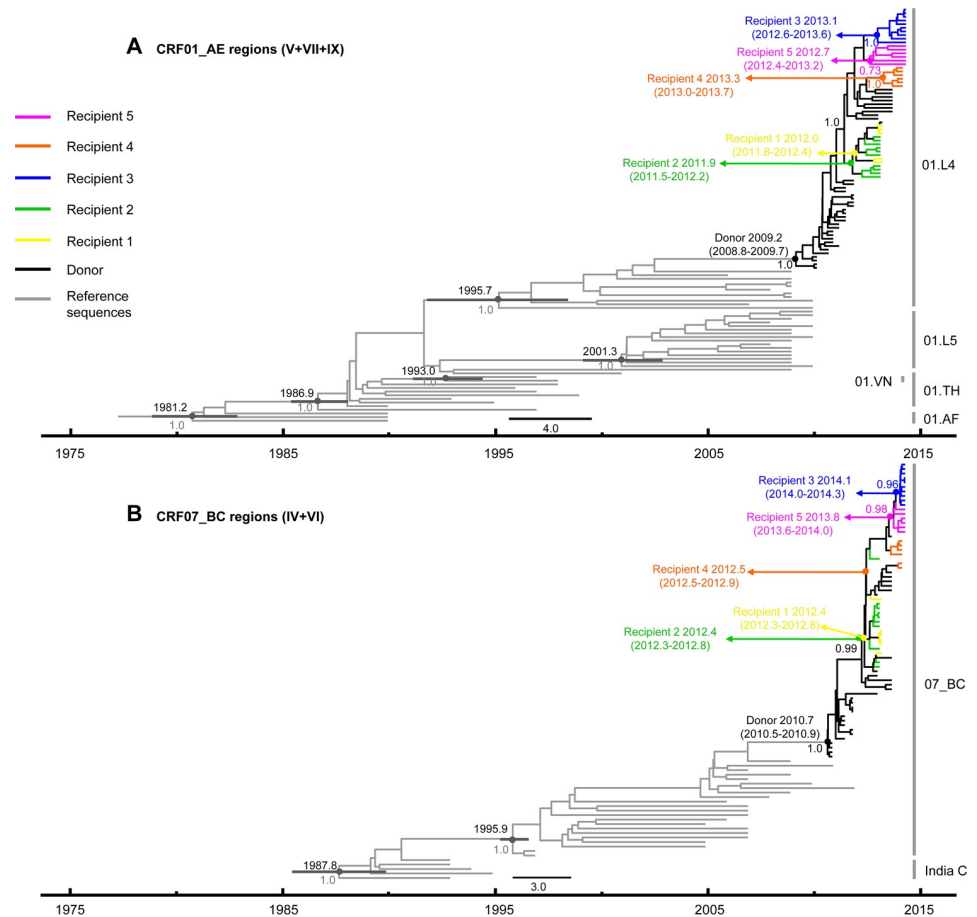 A CRF01_AE regions (V+VII+IX)
Recipient 5
Recipient 4
Recipient 3
Recipient 2
Recipient 1
Donor
Reference
sequences
Recipient 3 2013.1
(2012.6-2013.6)
1.0
Recipient 5 2012.7
(2012.4-2013.2)
0.73
Recipient 4 2013.3
(2013.0-2013.7)
1.0
1.0
Recipient 1 2012.0
(2011.8-2012.4)
Recipient 2 2011.9
(2011.5-2012.2)
Donor 2009.2
(2008.8-2009.7)
1.0
1995.7
1.0
2001.3
1.0
1993.0
1.0
1986.9
1.0
1981.2
1.0
4.0
01.L4
01.L5
01.VN
01.TH
01.AF
1975
1985
1995
2005
2015
B CRF07_BC regions (IV+VI)
Recipient 3 2014.1
(2014.0-2014.3)
0.96
Recipient 5 2013.8
(2013.6-2014.0)
0.98
Recipient 4 2012.5
(2012.5-2012.9)
Recipient 1 2012.4
(2012.3-2012.8)
Recipient 2 2012.4
(2012.3-2012.8)
0.99
Donor 2010.7
(2010.5-2010.9)
1.0
1995.9
1.0
1987.8
1.0
3.0
07_BC
India C
1975
1985
1995
2005
2015